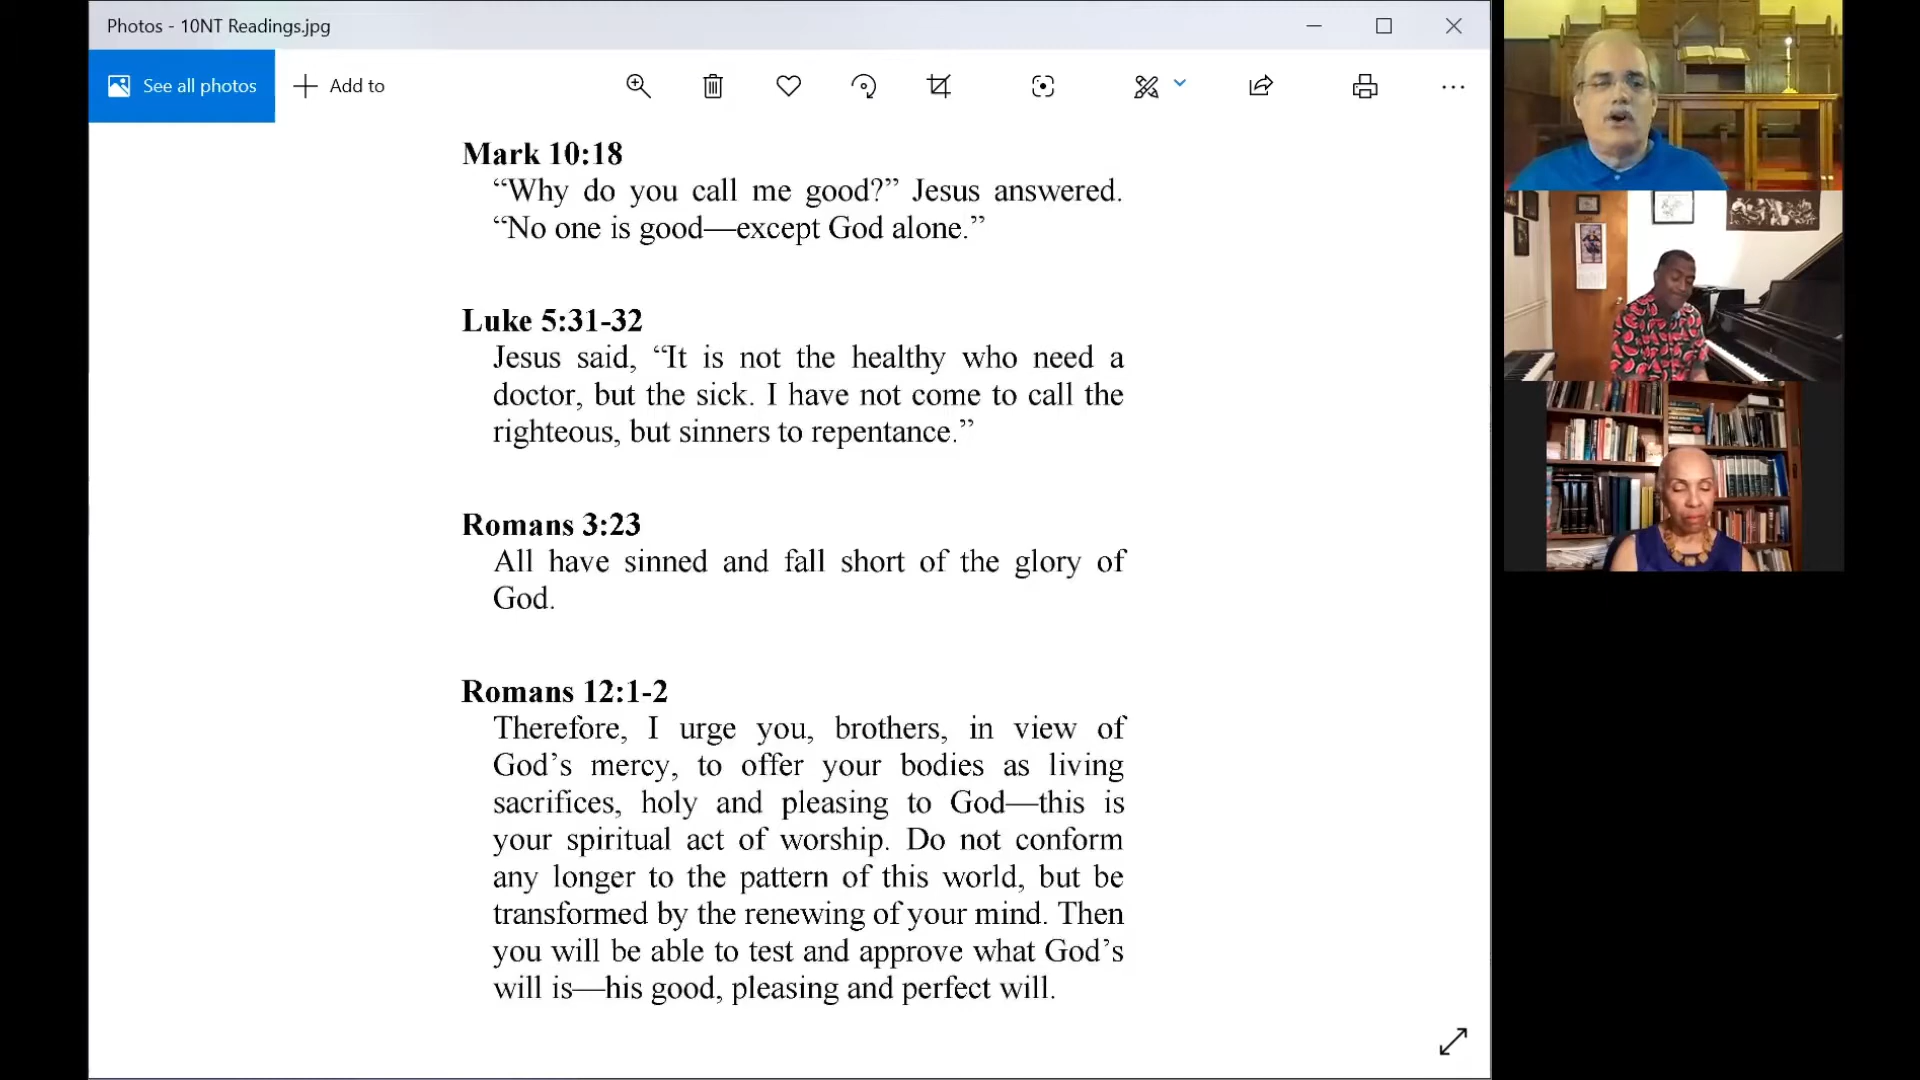 Photos - 10NT Readings.jpg
See all photos
Add to
Mark 10:18
“Why do you call me good?” Jesus answered.
“No one is good—except God alone.”
Luke 5:31-32
Jesus said, “It is not the healthy who need a
doctor, but the sick. I have not come to call the
righteous, but sinners to repentance.”
Romans 3:23
All have sinned and fall short of the glory of
God.
Romans 12:1-2
Therefore, I urge you, brothers, in view of
God’s mercy, to offer your bodies as living
sacrifices, holy and pleasing to God—this is
your spiritual act of worship. Do not conform
any longer to the pattern of this world, but be
transformed by the renewing of your mind. Then
you will be able to test and approve what God’s
will is—his good, pleasing and perfect will.